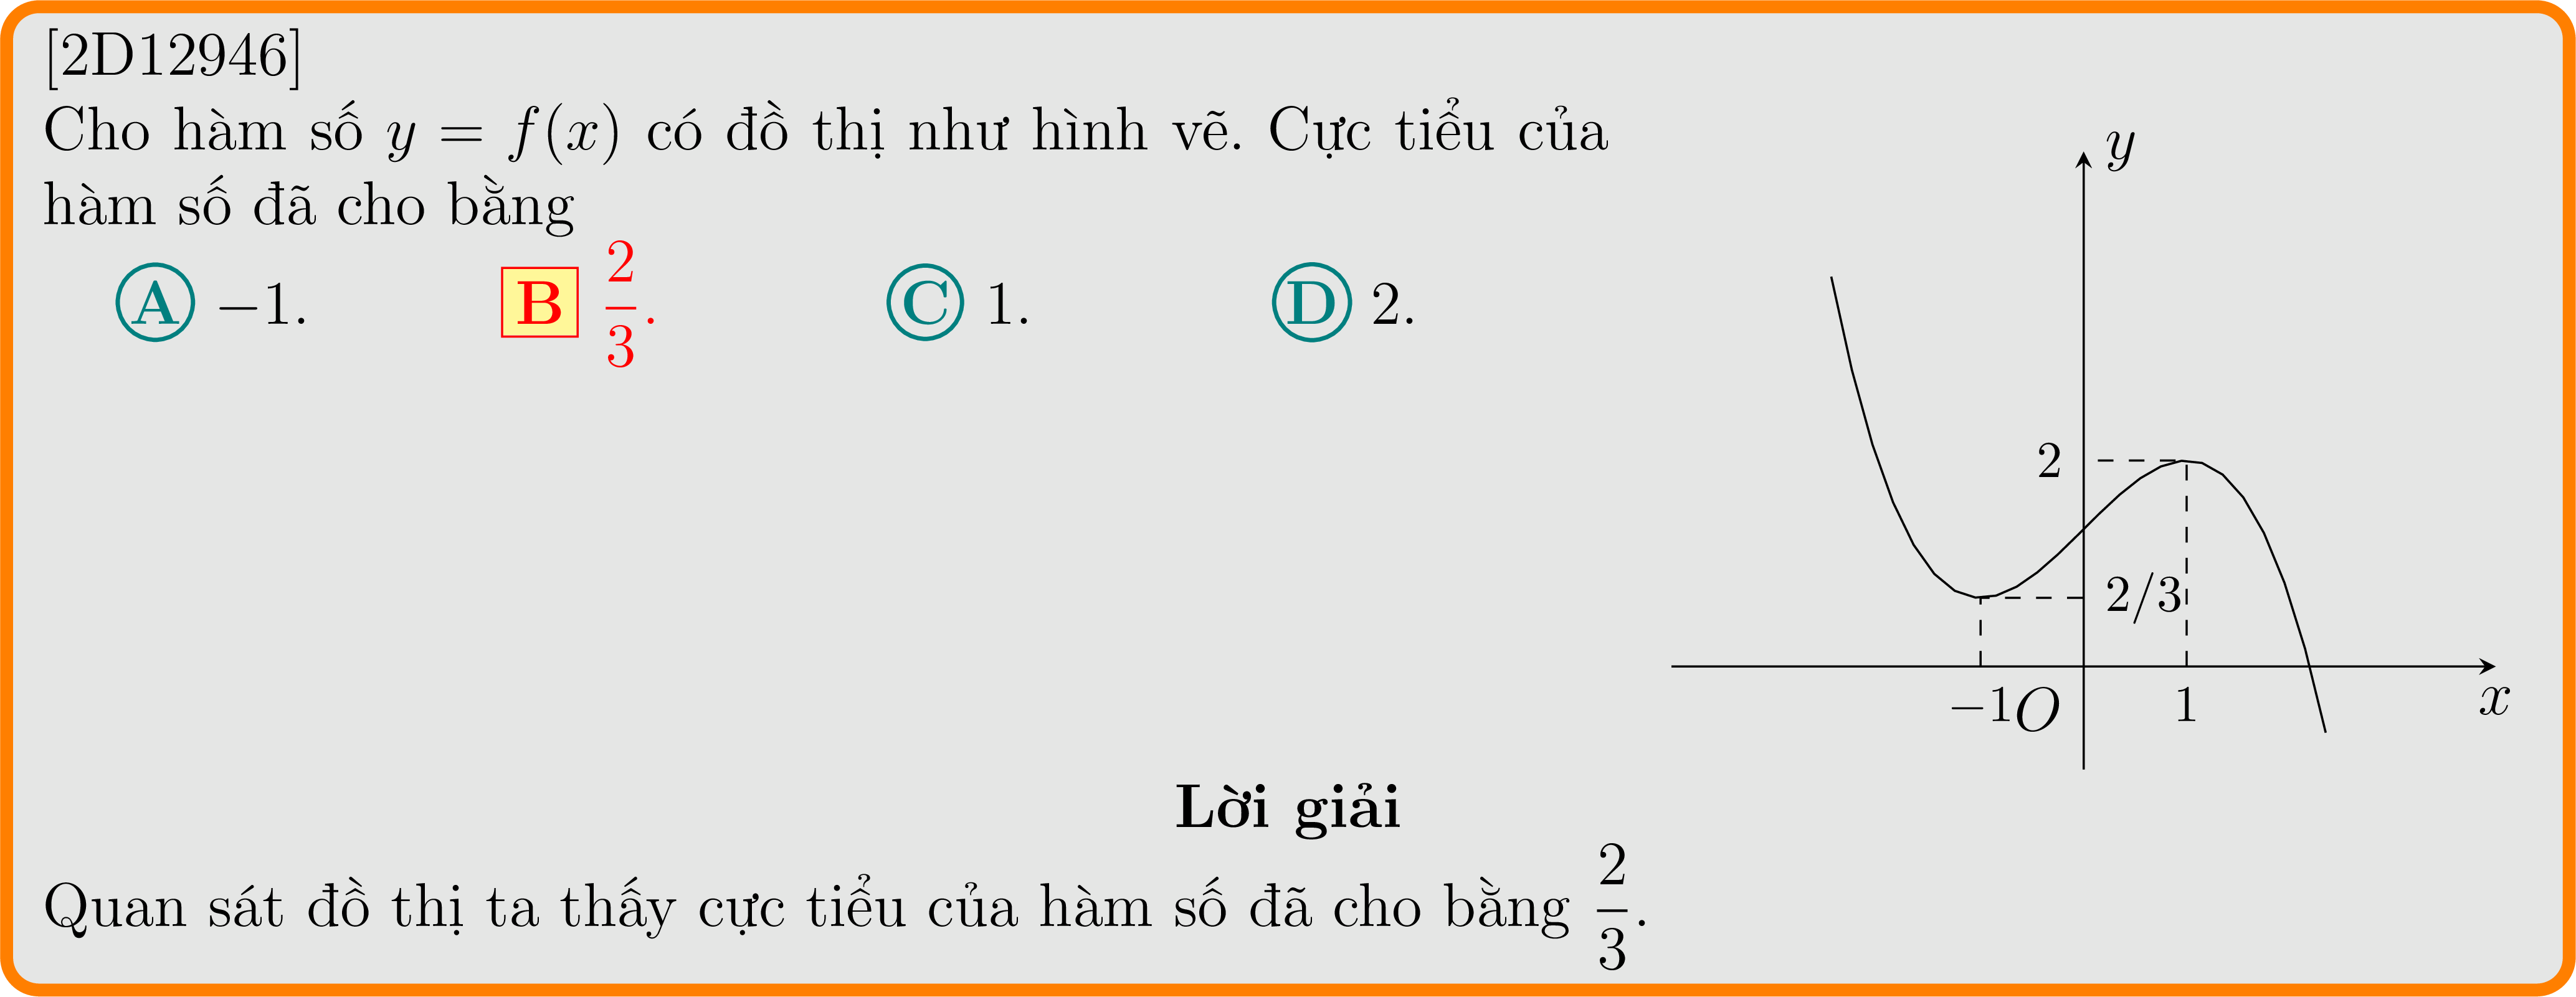 [2D12946]
Cho hàm số y = f(x) có đồ thị như hình vẽ. Cực tiểu của
hàm số đã cho bằng
A −1. B 2/3. C 1. D 2.
y
2
2/3
−1 O 1 x
Lời giải
Quan sát đồ thị ta thấy cực tiểu của hàm số đã cho bằng 2/3.